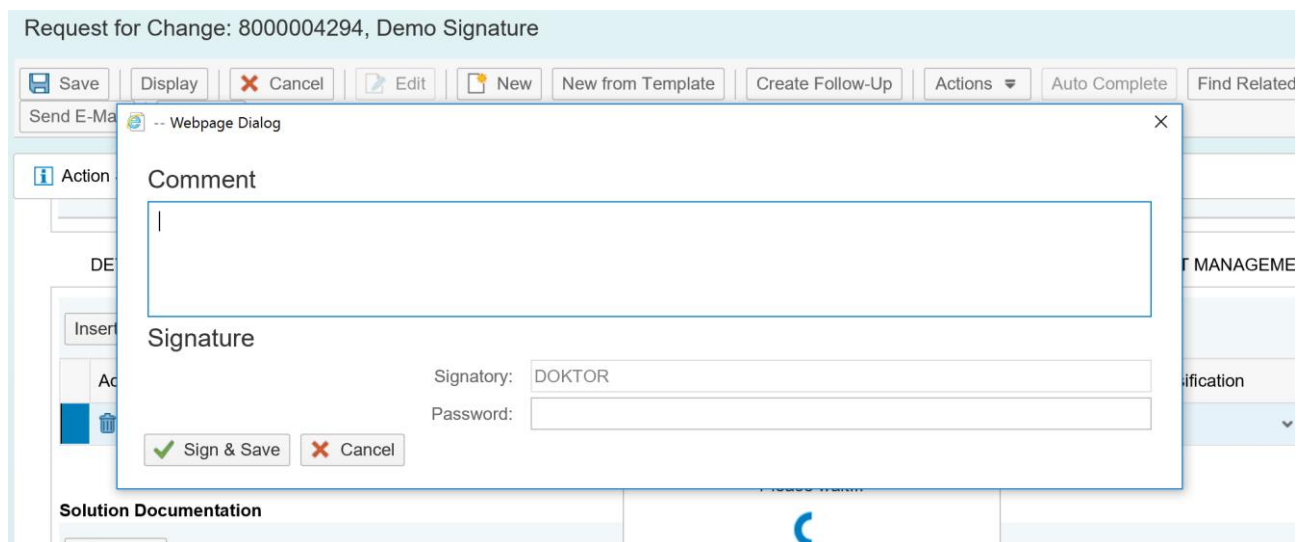 Request for Change: 8000004294, Demo Signature
Save Display Cancel Edit New New from Template Create Follow-Up Actions Auto Complete Find Related
Send E-Ma
-- Webpage Dialog
Action
Comment
DE
T MANAGEME
Insert
Signature
Signatory: DOKTOR
Ac
ification
Password:
Sign & Save Cancel
Please wait...
Solution Documentation